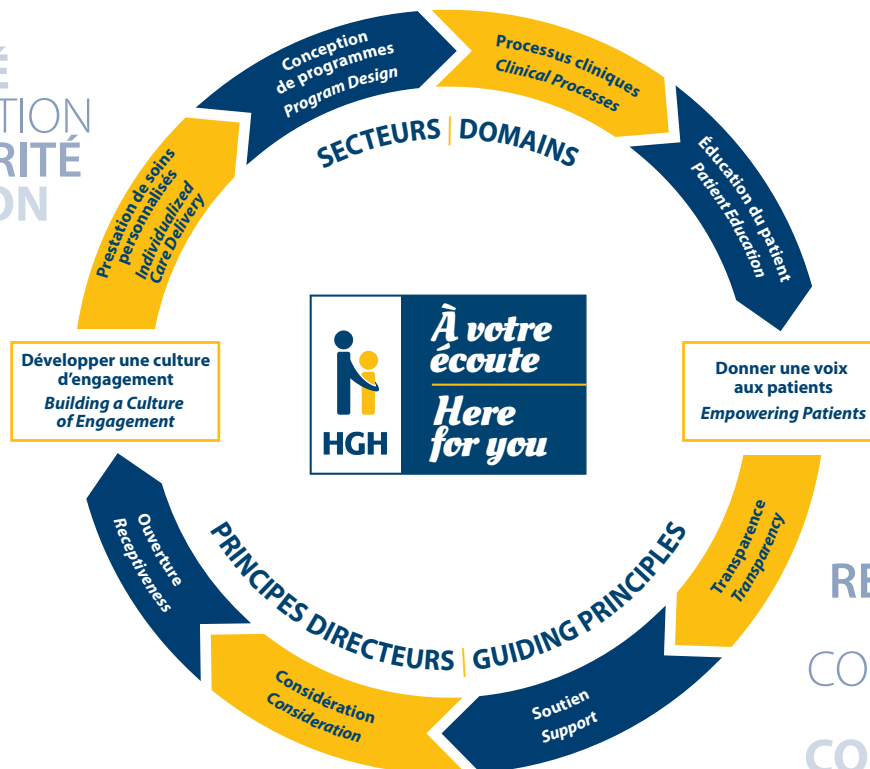 É
TION
RITÉ
ON
Conception
de programmes
Program Design
Processus cliniques
Clinical Processes
SECTEURS | DOMAINS
Prestation de soins
personnalisés
Individualized
Care Delivery
Éducation du patient
Patient Education
Développer une culture
d’engagement
Building a Culture
of Engagement
HGH
À votre
écoute
Here
for you
Donner une voix
aux patients
Empowering Patients
Ouverture
Receptiveness
PRINCIPES DIRECTEURS | GUIDING PRINCIPLES
Transparence
Transparency
Considération
Consideration
Soutien
Support
RE
CO
CO